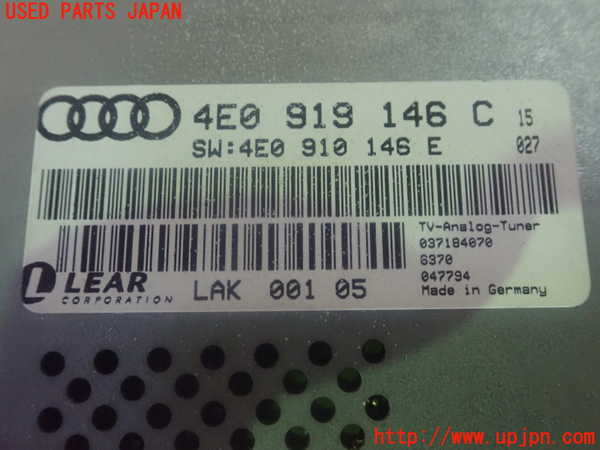 USED PARTS JAPAN
4E0 919 146 C 15
SW:4E0 910 146 E 027
TV-Analog-Tuner
037184070
G370
047794
Made in Germany
LEAR
CORPORATION
LAK 001 05
http://www.upjpn.com/